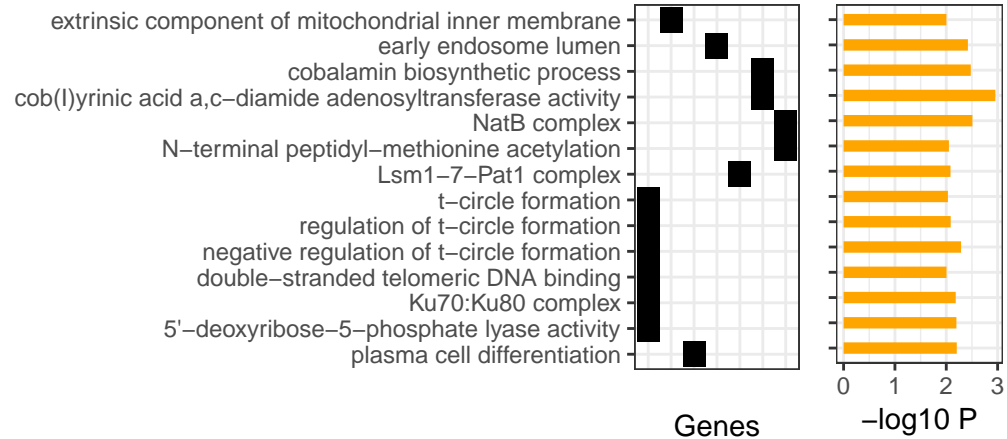 extrinsic component of mitochondrial inner membrane
early endosome lumen
cobalamin biosynthetic process
cob(I)yrinic acid a,c−diamide adenosyltransferase activity
NatB complex
N−terminal peptidyl−methionine acetylation
Lsm1−7−Pat1 complex
t−circle formation
regulation of t−circle formation
negative regulation of t−circle formation
double−stranded telomeric DNA binding
Ku70:Ku80 complex
5'−deoxyribose−5−phosphate lyase activity
plasma cell differentiation
0 1 2 3
Genes
−log10 P